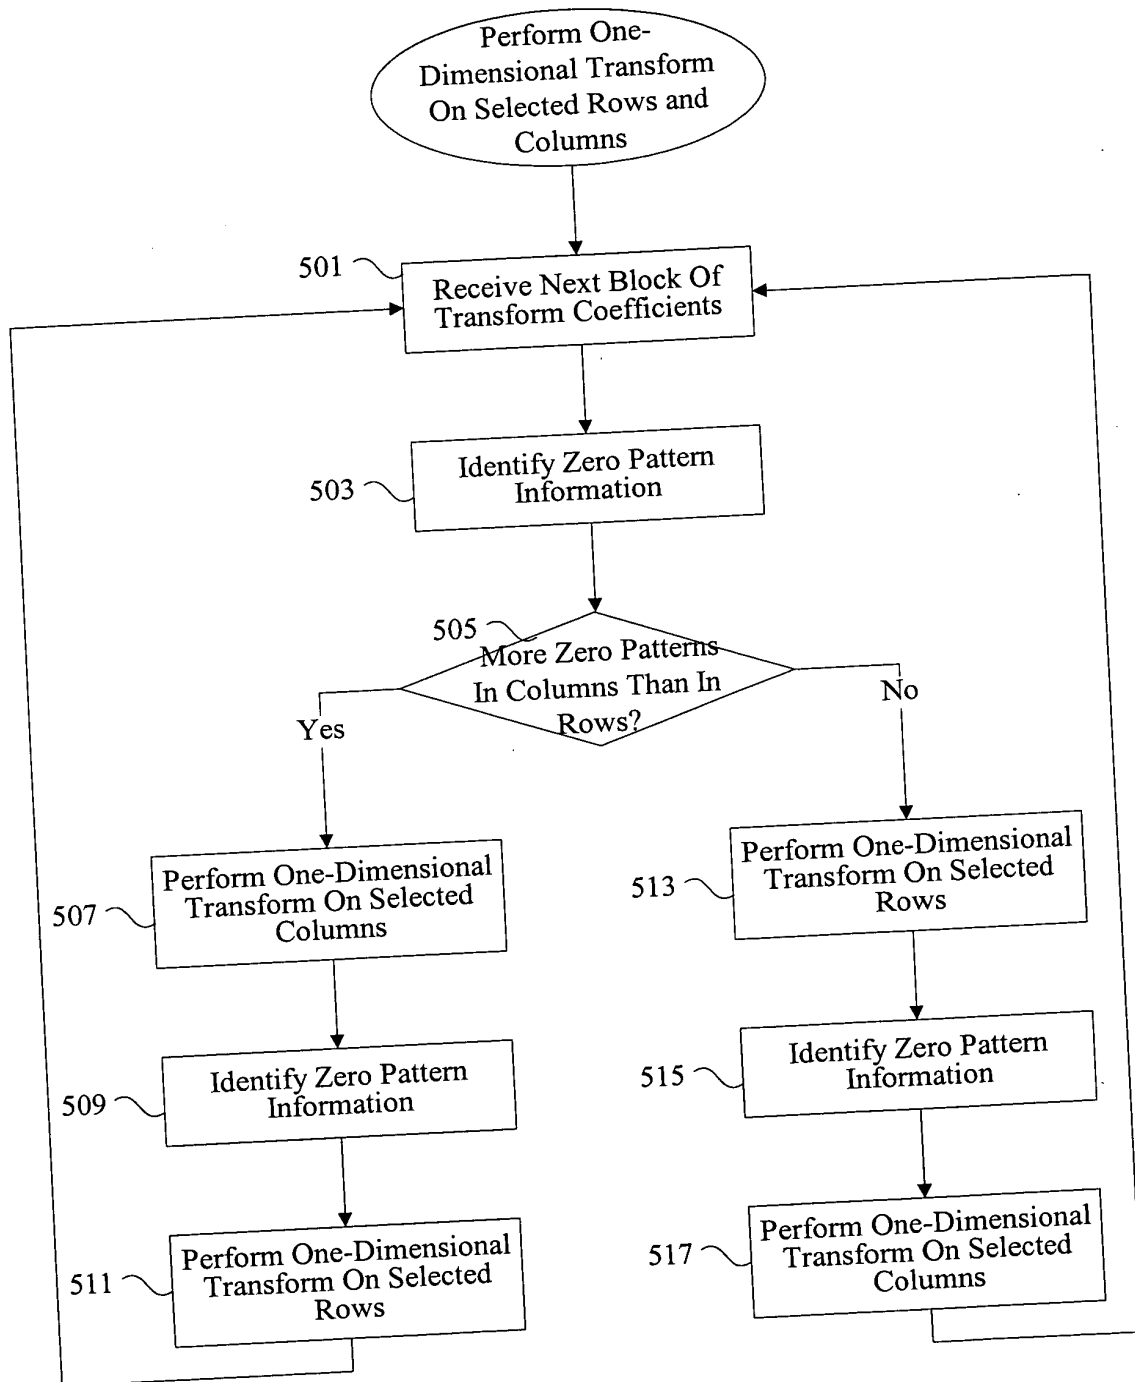 Perform One-
Dimensional Transform
On Selected Rows and
Columns
501
Receive Next Block Of
Transform Coefficients
503
Identify Zero Pattern
Information
505
More Zero Patterns
In Columns Than In
Rows?
Yes
No
507
Perform One-Dimensional
Transform On Selected
Columns
513
Perform One-Dimensional
Transform On Selected
Rows
509
Identify Zero Pattern
Information
515
Identify Zero Pattern
Information
511
Perform One-Dimensional
Transform On Selected
Rows
517
Perform One-Dimensional
Transform On Selected
Columns